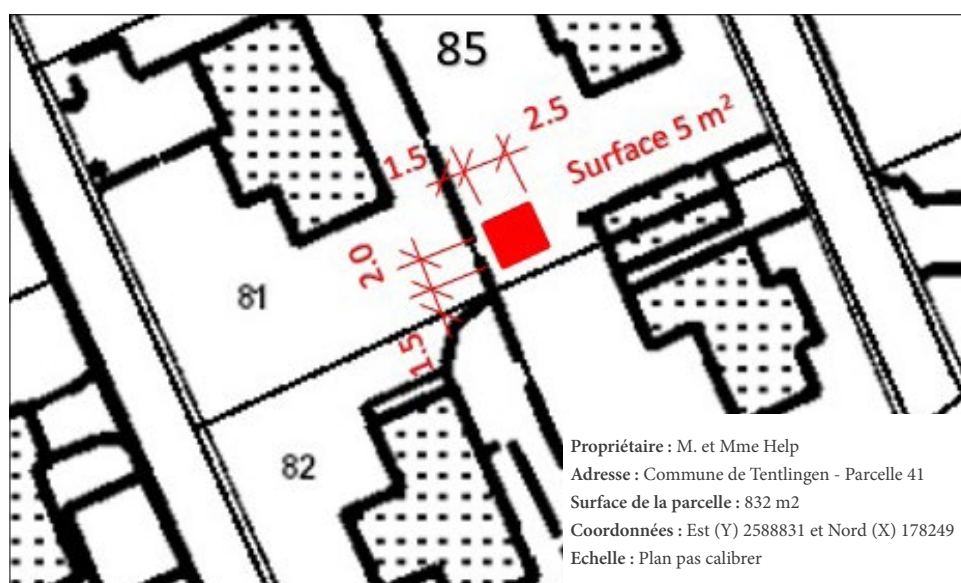 85
2.5
1.5
Surface 5 m²
2.0
81
1.5
82
Propriétaire : M. et Mme Help
Adresse : Commune de Tentlingen - Parcelle 41
Surface de la parcelle : 832 m2
Coordonnées : Est (Y) 2588831 et Nord (X) 178249
Echelle : Plan pas calibrer